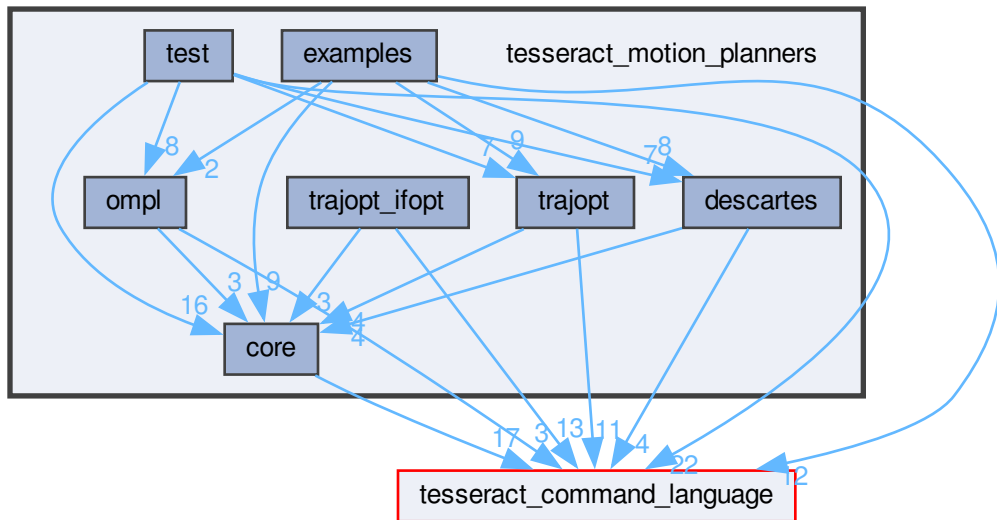 test
examples
tesseract_motion_planners
8
2
7
9
7
8
ompl
trajopt_ifopt
trajopt
descartes
16
3
9
3
4
4
core
17
3
13
11
4
22
12
tesseract_command_language